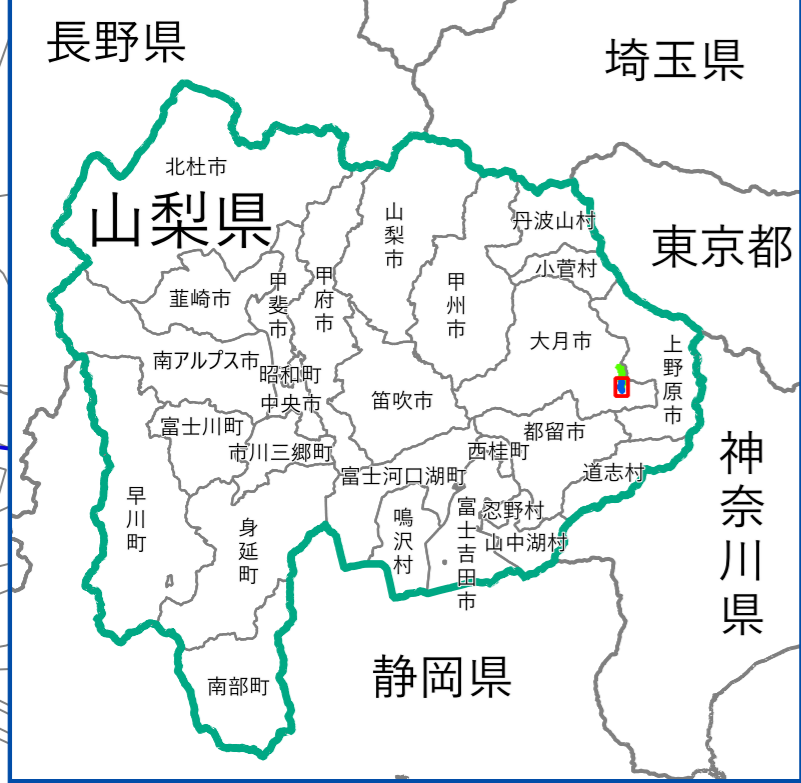 長野県
埼玉県
北杜市
山梨県
山梨市
丹波山村
東京都
小菅村
甲州市
甲府市
甲斐市
韮崎市
大月市
上野原市
南アルプス市
昭和町
中央市
笛吹市
富士川町
都留市
市川三郷町
西桂町
神奈川県
富士河口湖町
道志村
早川町
鳴沢村
富士吉田市
忍野村
身延町
山中湖村
静岡県
南部町